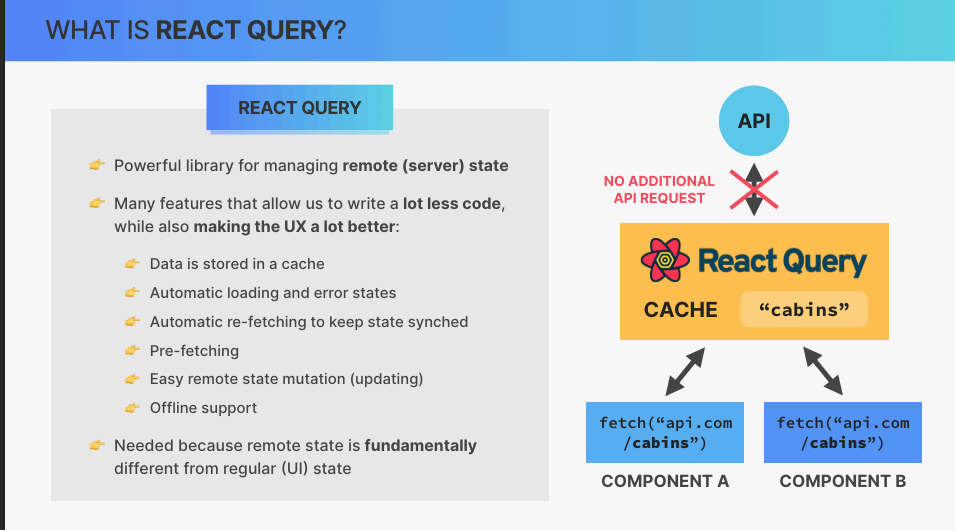 WHAT IS REACT QUERY?
REACT QUERY
Powerful library for managing remote (server) state
Many features that allow us to write a lot less code,
while also making the UX a lot better:
Data is stored in a cache
Automatic loading and error states
Automatic re-fetching to keep state synched
Pre-fetching
Easy remote state mutation (updating)
Offline support
Needed because remote state is fundamentally
different from regular (UI) state
API
NO ADDITIONAL
API REQUEST
React Query
CACHE
“cabins”
fetch(“api.com
/cabins”)
COMPONENT A
fetch(“api.com
/cabins”)
COMPONENT B